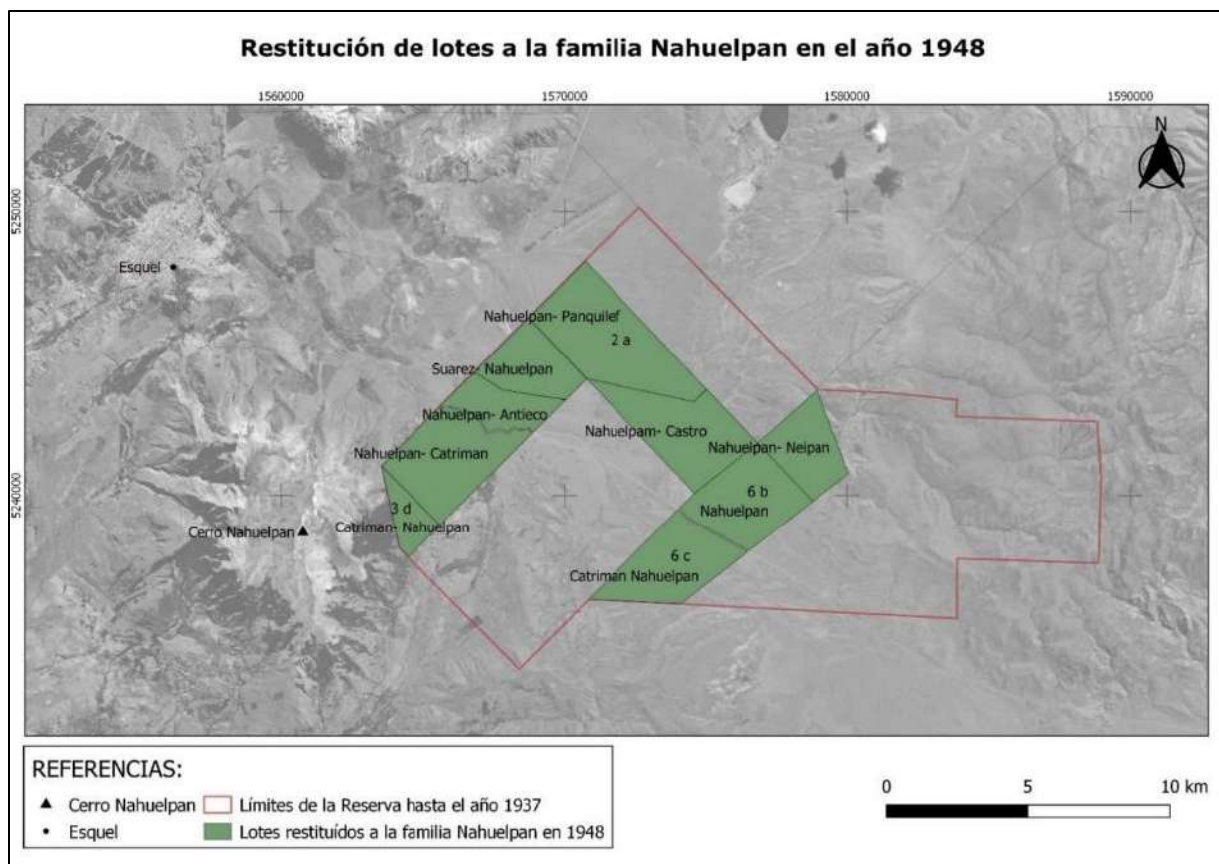 Restitución de lotes a la familia Nahuelpan en el año 1948
1560000
1570000
1580000
1590000
N
5250000
Esquel
Nahuelpan- Panquilef
2 a
Suarez- Nahuelpan
Nahuelpan- Antieco
Nahuelpam- Castro
Nahuelpan- Neipan
Nahuelpan- Catriman
5240000
3 d
6 b
Nahuelpan
Catriman- Nahuelpan
Cerro Nahuelpan
6 c
Catriman Nahuelpan
REFERENCIAS:
Cerro Nahuelpan
Límites de la Reserva hasta el año 1937
Esquel
Lotes restituídos a la familia Nahuelpan en 1948
0 5 10 km